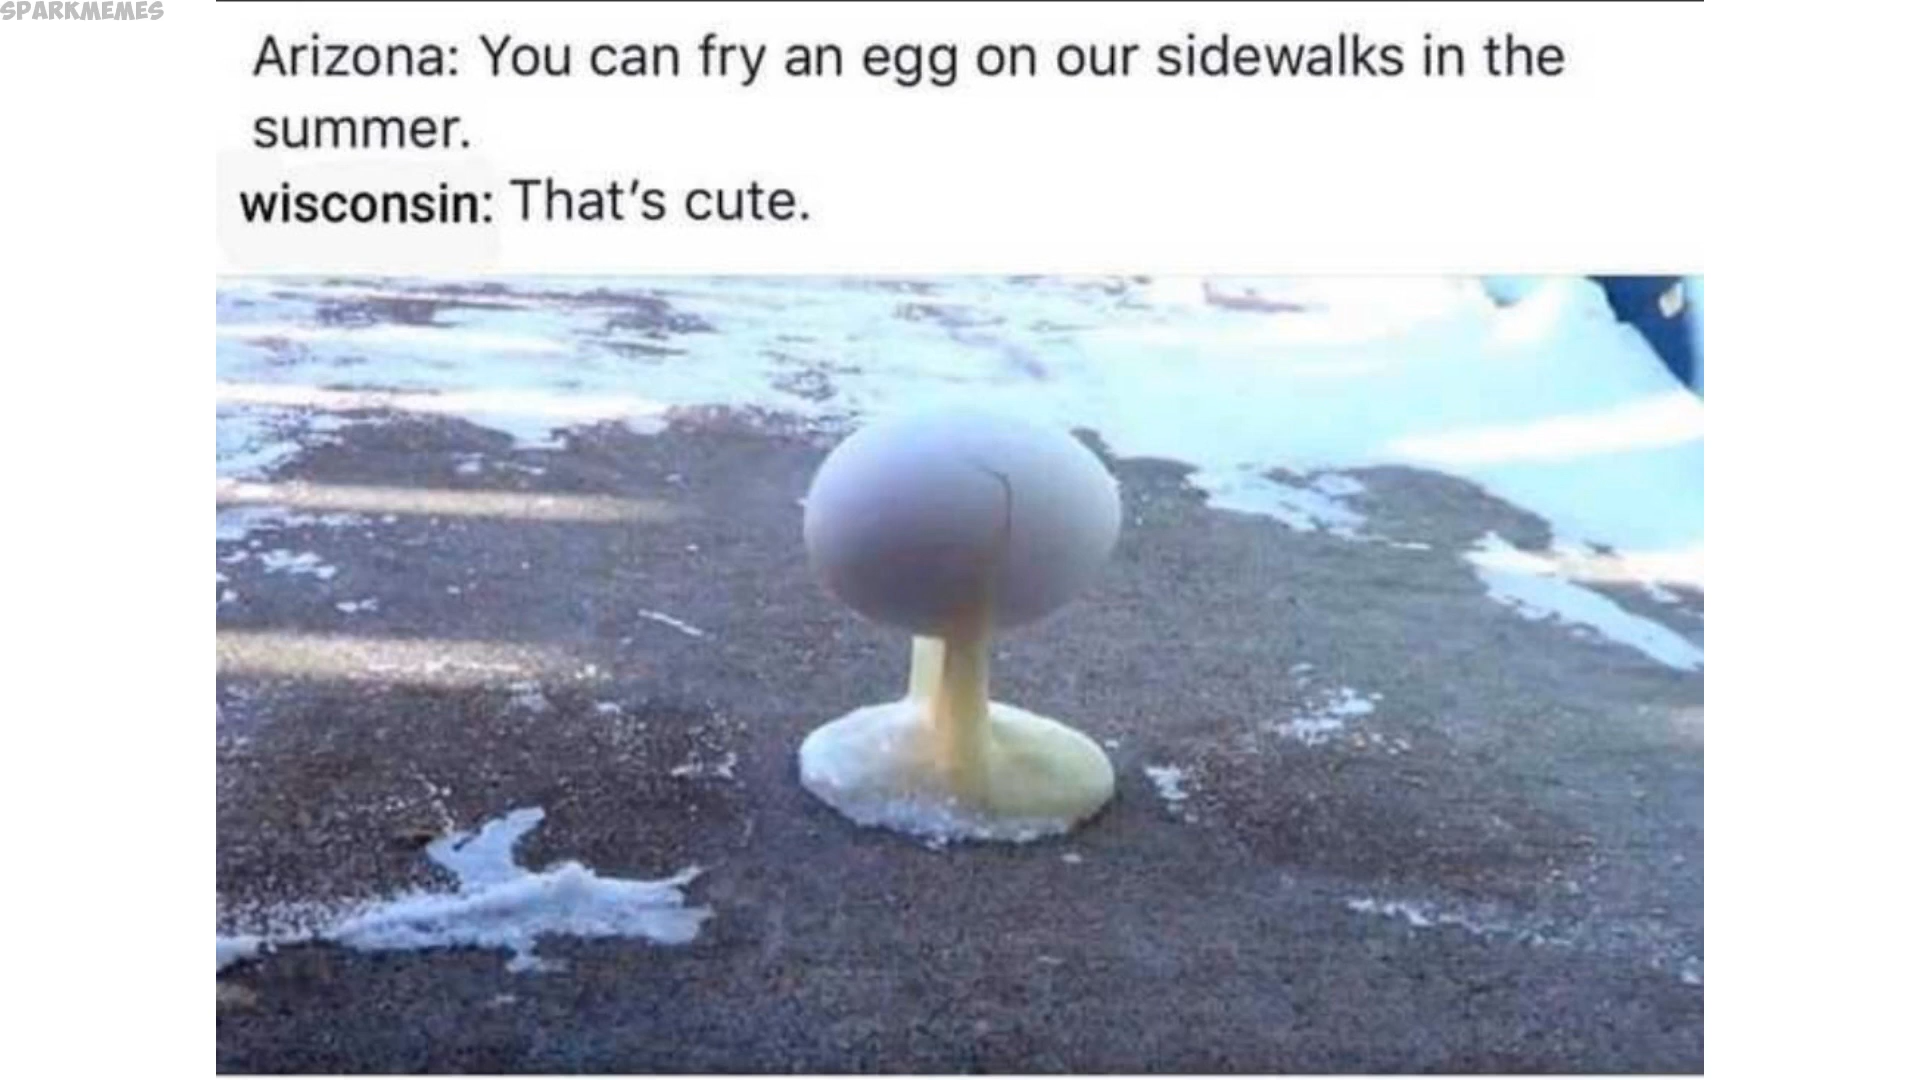 SPARKMEMES
Arizona: You can fry an egg on our sidewalks in the
summer.
wisconsin: That's cute.